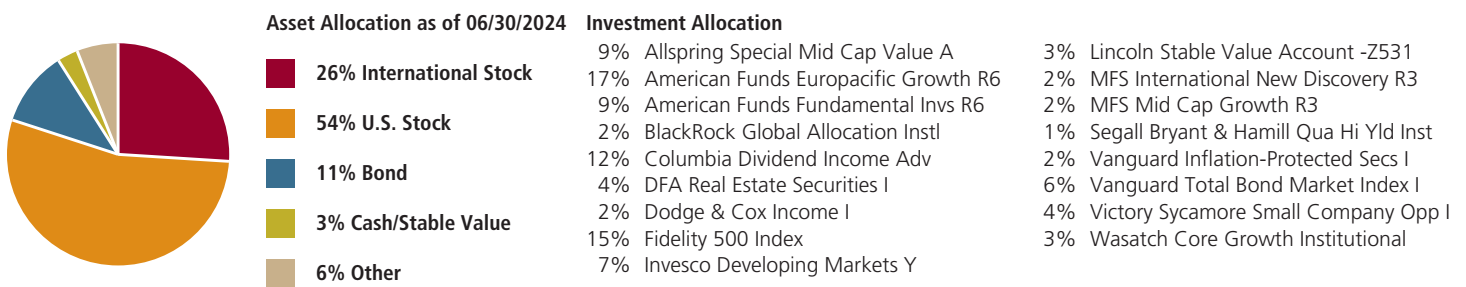 Asset Allocation as of 06/30/2024
26% International Stock
54% U.S. Stock
11% Bond
3% Cash/Stable Value
6% Other
Investment Allocation
9% Allspring Special Mid Cap Value A
17% American Funds Europacific Growth R6
9% American Funds Fundamental Invs R6
2% BlackRock Global Allocation Instl
12% Columbia Dividend Income Adv
4% DFA Real Estate Securities I
2% Dodge & Cox Income I
15% Fidelity 500 Index
7% Invesco Developing Markets Y
3% Lincoln Stable Value Account -Z531
2% MFS International New Discovery R3
2% MFS Mid Cap Growth R3
1% Segall Bryant & Hamill Qua Hi Yld Inst
2% Vanguard Inflation-Protected Secs I
6% Vanguard Total Bond Market Index I
4% Victory Sycamore Small Company Opp I
3% Wasatch Core Growth Institutional